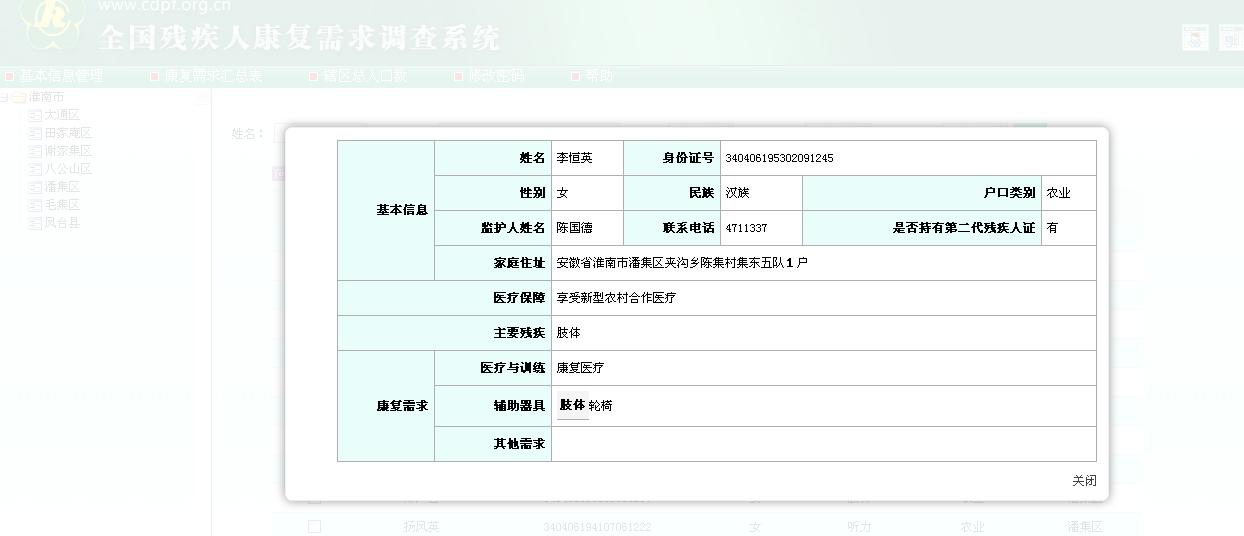 www.cdpf.org.cn
全国残疾人康复需求调查系统
基本信息管理 康复需求汇总表 辖区总人口数 修改密码 帮助
淮南市
大通区
田家庵区
谢家集区
八公山区
潘集区
毛集区
凤台县
姓名：
基本信息 姓名 李恒英 身份证号 340406195302091245
性别 女 民族 汉族 户口类别 农业
监护人姓名 陈国德 联系电话 4711337 是否持有第二代残疾人证 有
家庭住址 安徽省淮南市潘集区夹沟乡陈集村集东五队1户
医疗保障 享受新型农村合作医疗
主要残疾 肢体
康复需求 医疗与训练 康复医疗
辅助器具 肢体 轮椅
其他需求
关闭
扬凤英 340406194107061222 女 听力 农业 潘集区